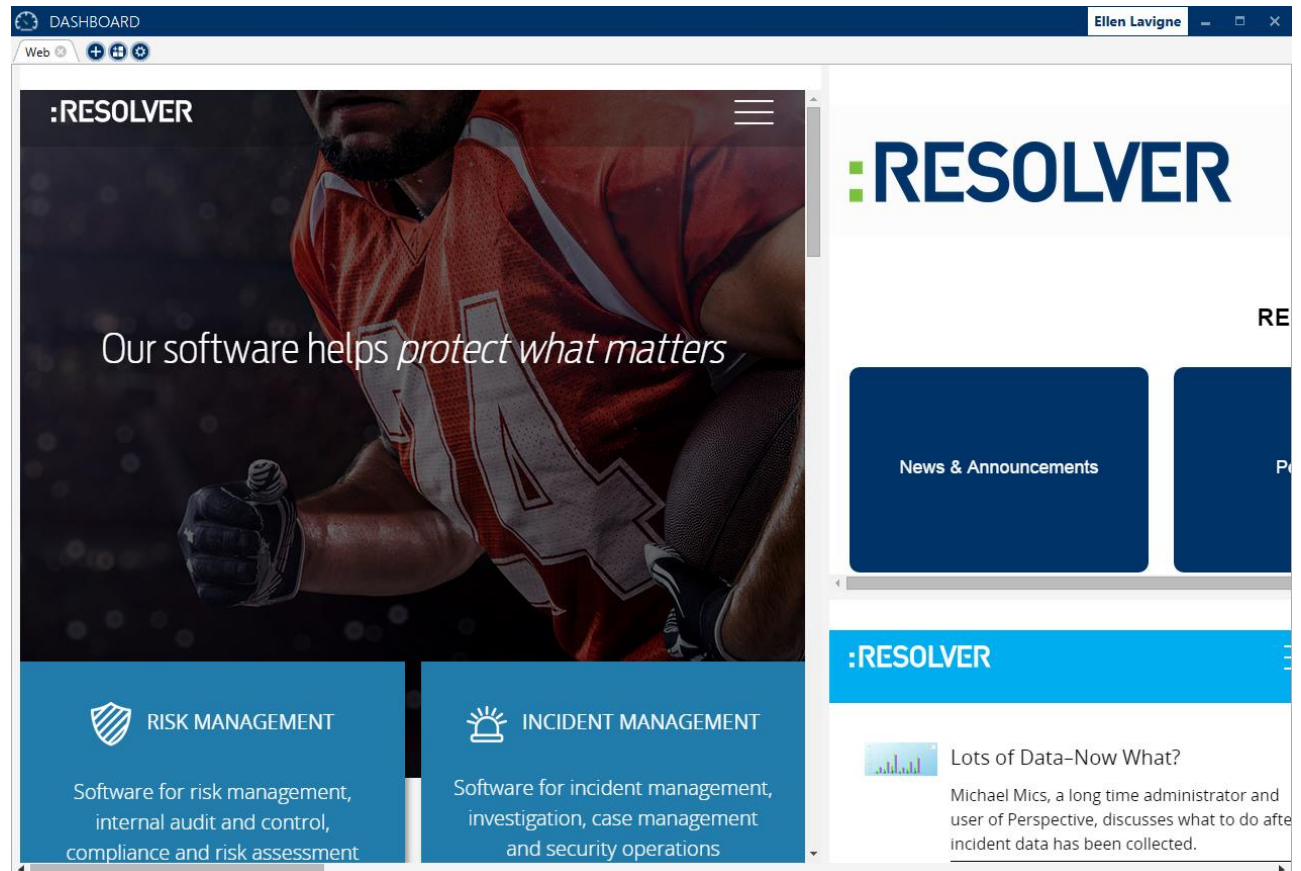 DASHBOARD
Ellen Lavigne
Web
:RESOLVER
Our software helps protect what matters
74
RISK MANAGEMENT
Software for risk management,
internal audit and control,
compliance and risk assessment
INCIDENT MANAGEMENT
Software for incident management,
investigation, case management
and security operations
:RESOLVER
RE
News & Announcements
:RESOLVER
Lots of Data–Now What?
Michael Mics, a long time administrator and
user of Perspective, discusses what to do afte
incident data has been collected.